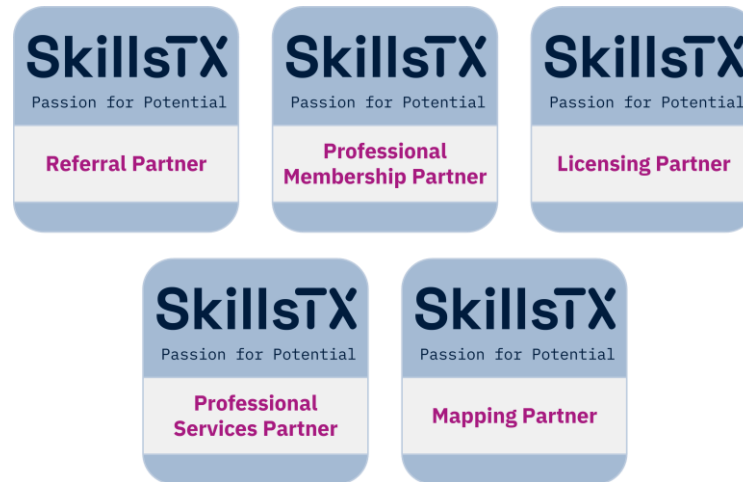 SkillsTX
Passion for Potential
Referral Partner
SkillsTX
Passion for Potential
Professional
Membership Partner
SkillsTX
Passion for Potential
Licensing Partner
SkillsTX
Passion for Potential
Professional
Services Partner
SkillsTX
Passion for Potential
Mapping Partner